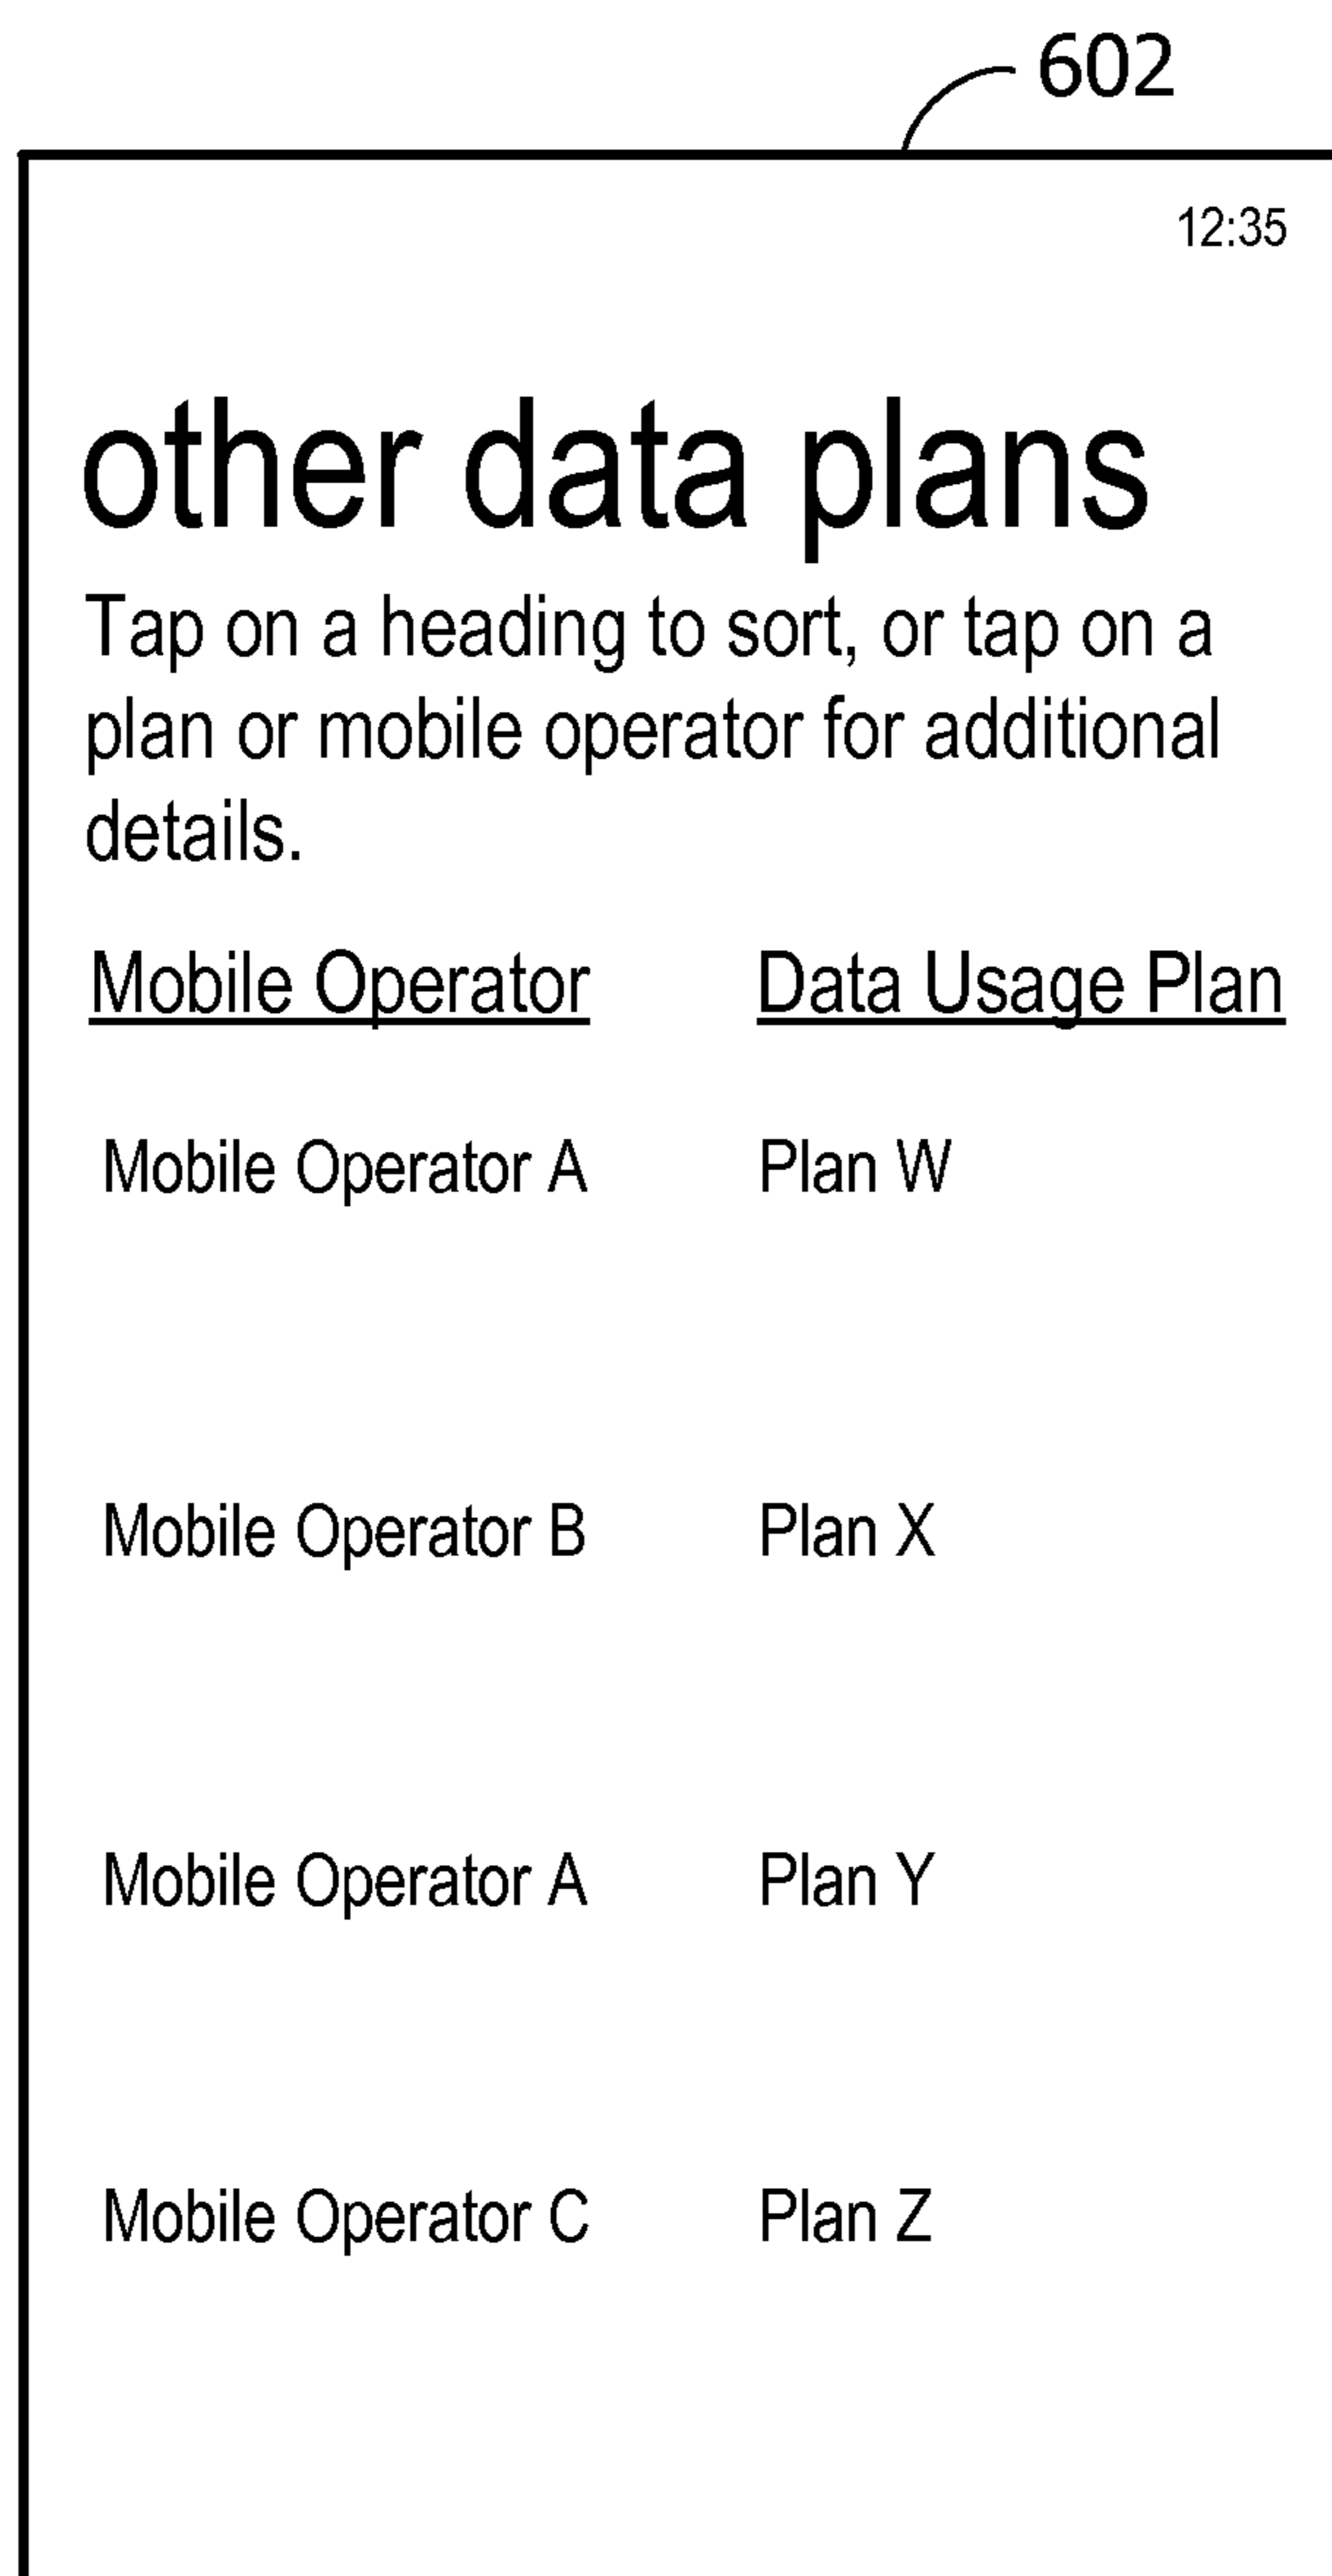 602
12:35
other data plans
Tap on a heading to sort, or tap on a
plan or mobile operator for additional
details.
Mobile Operator Data Usage Plan
Mobile Operator A Plan W
Mobile Operator B Plan X
Mobile Operator A Plan Y
Mobile Operator C Plan Z